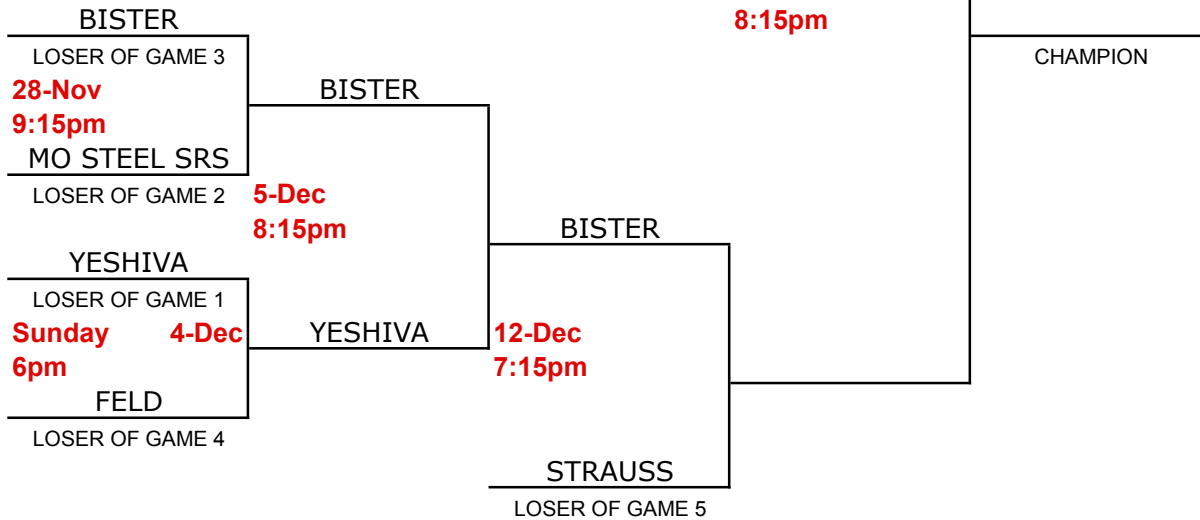 BISTER
8:15pm
LOSER OF GAME 3
CHAMPION
28-Nov
BISTER
9:15pm
MO STEEL SRS
LOSER OF GAME 2
5-Dec
8:15pm
BISTER
YESHIVA
LOSER OF GAME 1
Sunday 4-Dec
YESHIVA
12-Dec
6pm
7:15pm
FELD
LOSER OF GAME 4
STRAUSS
LOSER OF GAME 5